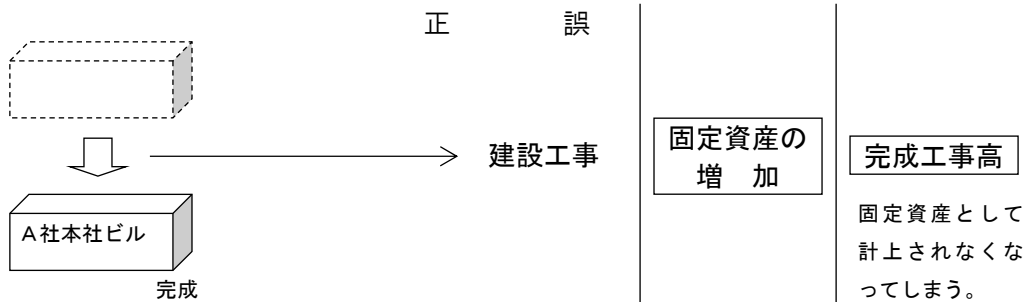 正 誤
A社本社ビル
完成
建設工事
固定資産の
増 加
完成工事高
固定資産として
計上されなくな
ってしまう。